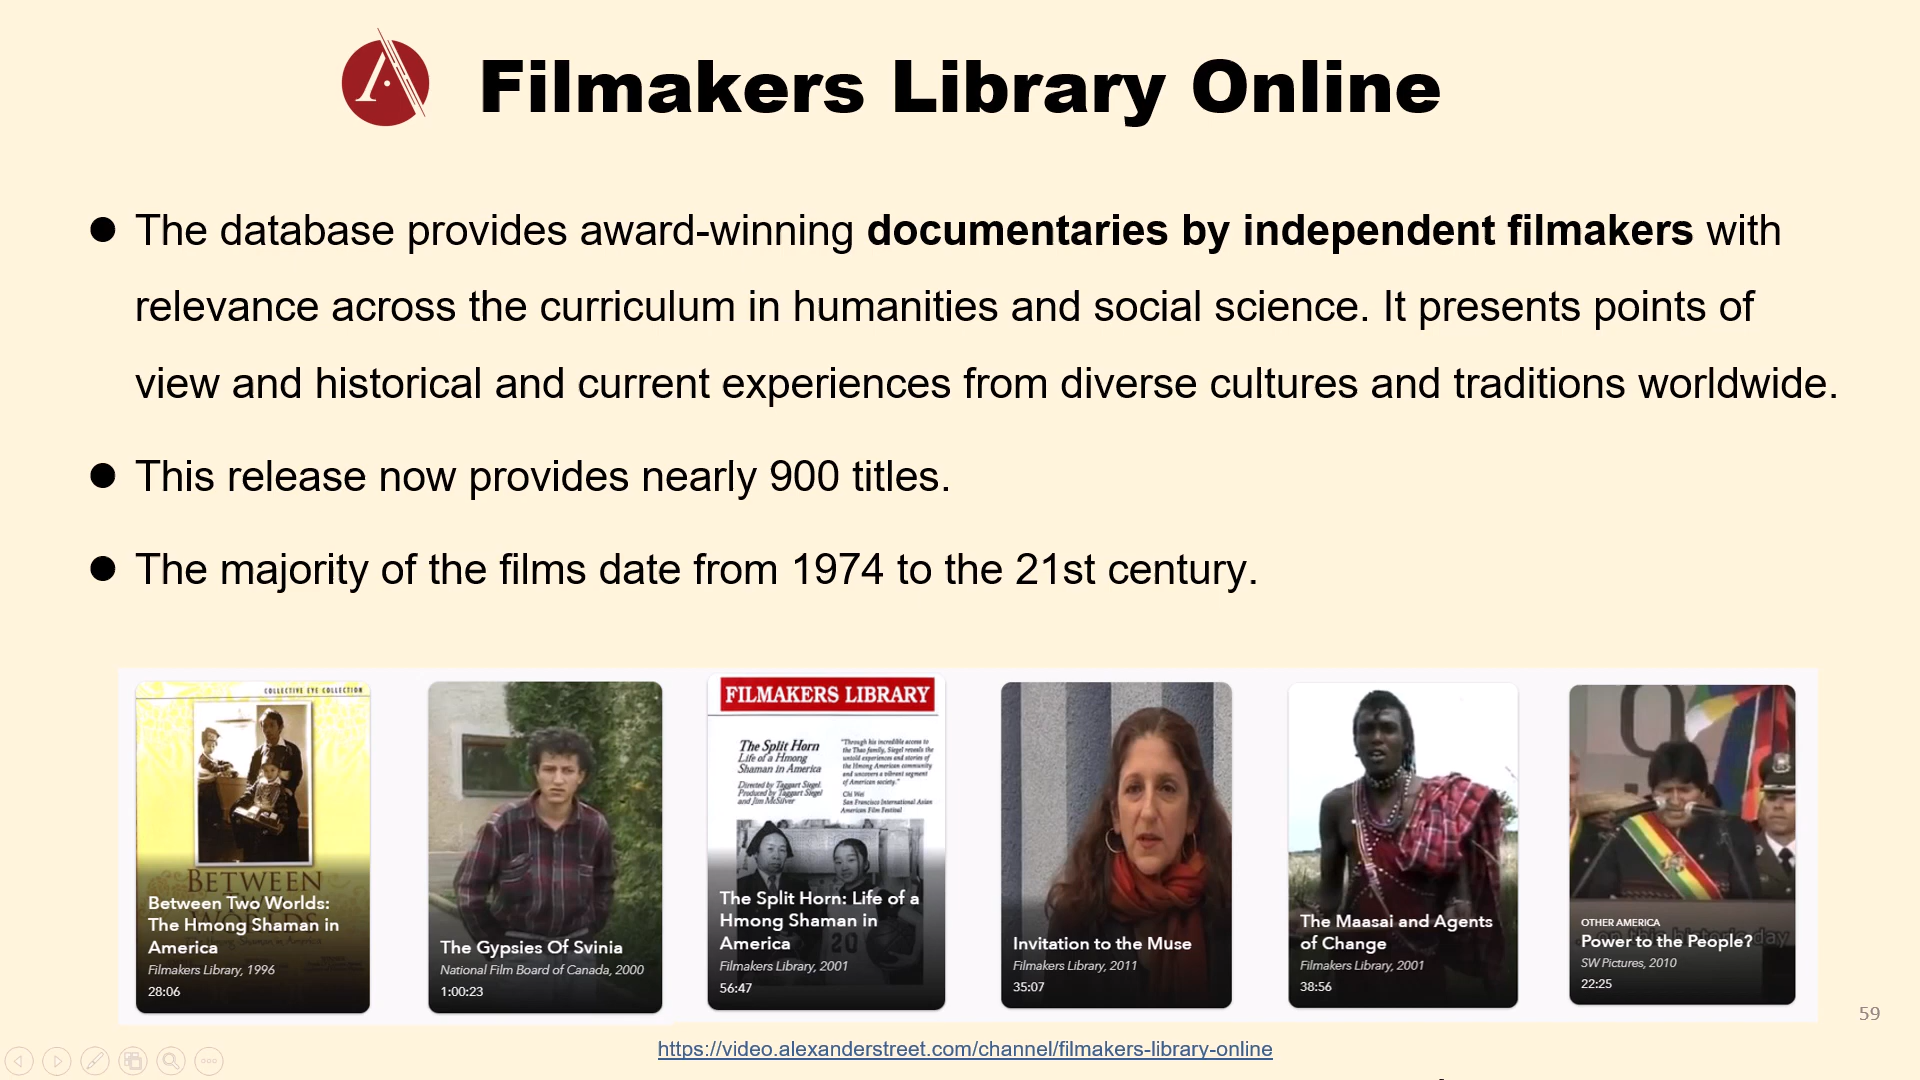 Filmakers Library Online
The database provides award-winning documentaries by independent filmakers with
relevance across the curriculum in humanities and social science. It presents points of
view and historical and current experiences from diverse cultures and traditions worldwide.
This release now provides nearly 900 titles.
The majority of the films date from 1974 to the 21st century.
COLLECTIVE EYE COLLECTION
BETWEEN
Between Two Worlds:
The Hmong Shaman in
America
Filmakers Library, 1996
28:06
The Gypsies Of Svinia
National Film Board of Canada, 2000
1:00:23
FILMAKERS LIBRARY
The Split Horn
Life of a Hmong
Shaman in America
Directed by Taggart Siegel
Produced by Taggart Siegel
and Jim McSilver
"Through his incredible access to
the Thao family, Siegel reveals the
untold experiences and stories of
the Hmong American community
and uncovers a vibrant segment
of American society."
Chi Wei
San Francisco International Asian
American Film Festival
The Split Horn: Life of a
Hmong Shaman in
America
Filmakers Library, 2001
56:47
Invitation to the Muse
Filmakers Library, 2011
35:07
The Maasai and Agents
of Change
Filmakers Library, 2001
38:56
OTHER AMERICA
Power to the People?
SW Pictures, 2010
22:25
59
https://video.alexanderstreet.com/channel/filmakers-library-online